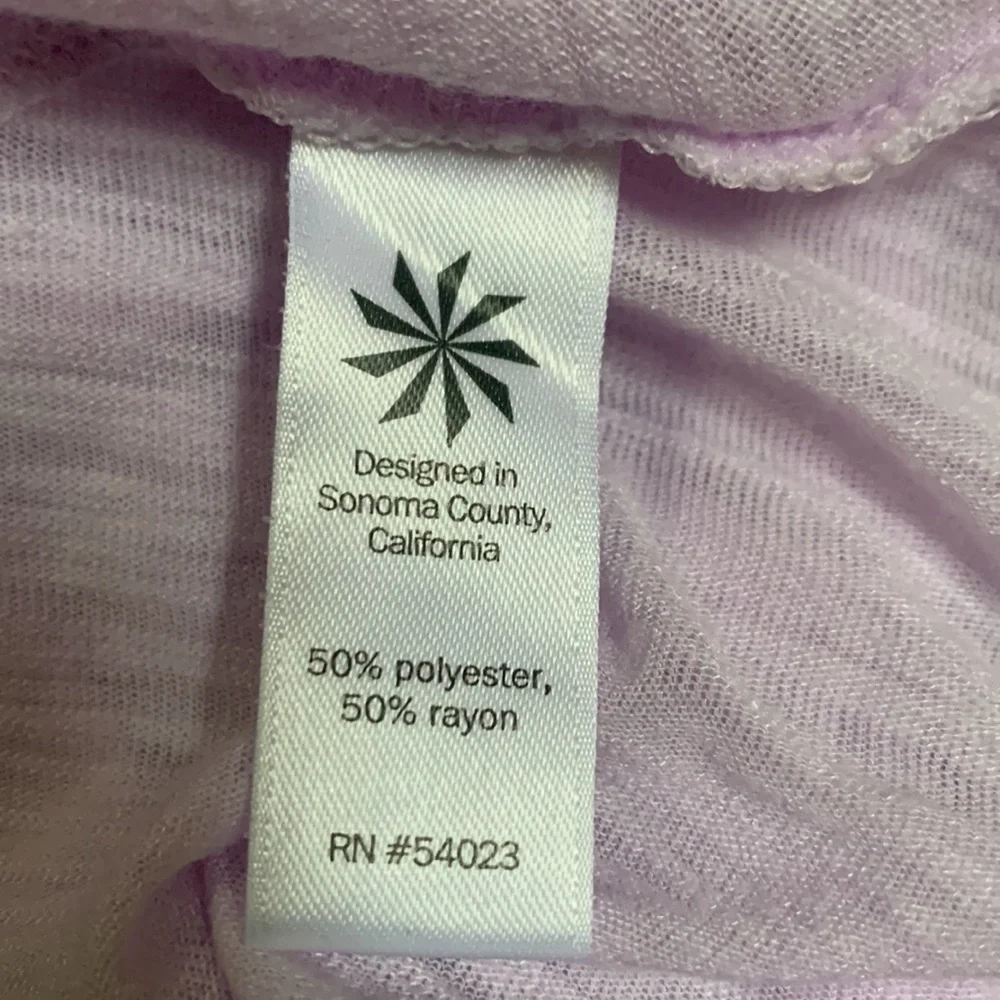 Designed in
Sonoma County,
California
50% polyester,
50% rayon
RN #54023